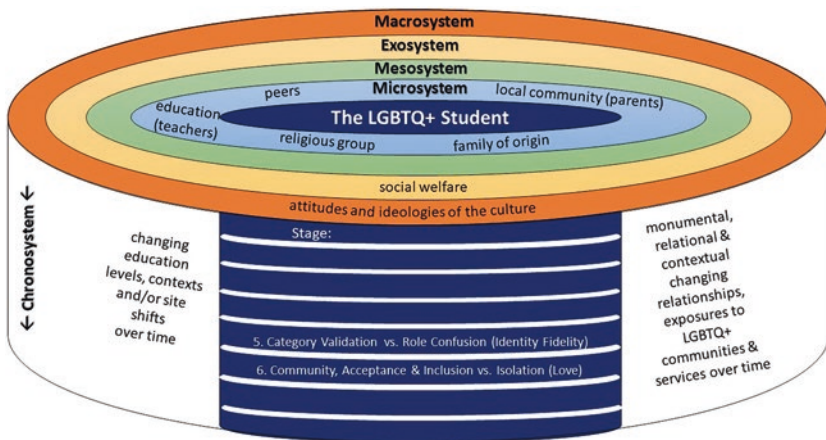 Macrosystem
Exosystem
Mesosystem
Microsystem
peers
local community (parents)
education
(teachers)
The LGBTQ+ Student
religious group
family of origin
social welfare
attitudes and ideologies of the culture
← Chronosystem ←
changing
education
levels, contexts
and/or site
shifts
over time
Stage:
5. Category Validation vs. Role Confusion (Identity Fidelity)
6. Community, Acceptance & Inclusion vs. Isolation (Love)
monumental,
relational &
contextual
changing
relationships,
exposures to
LGBTQ+
communities &
services over time